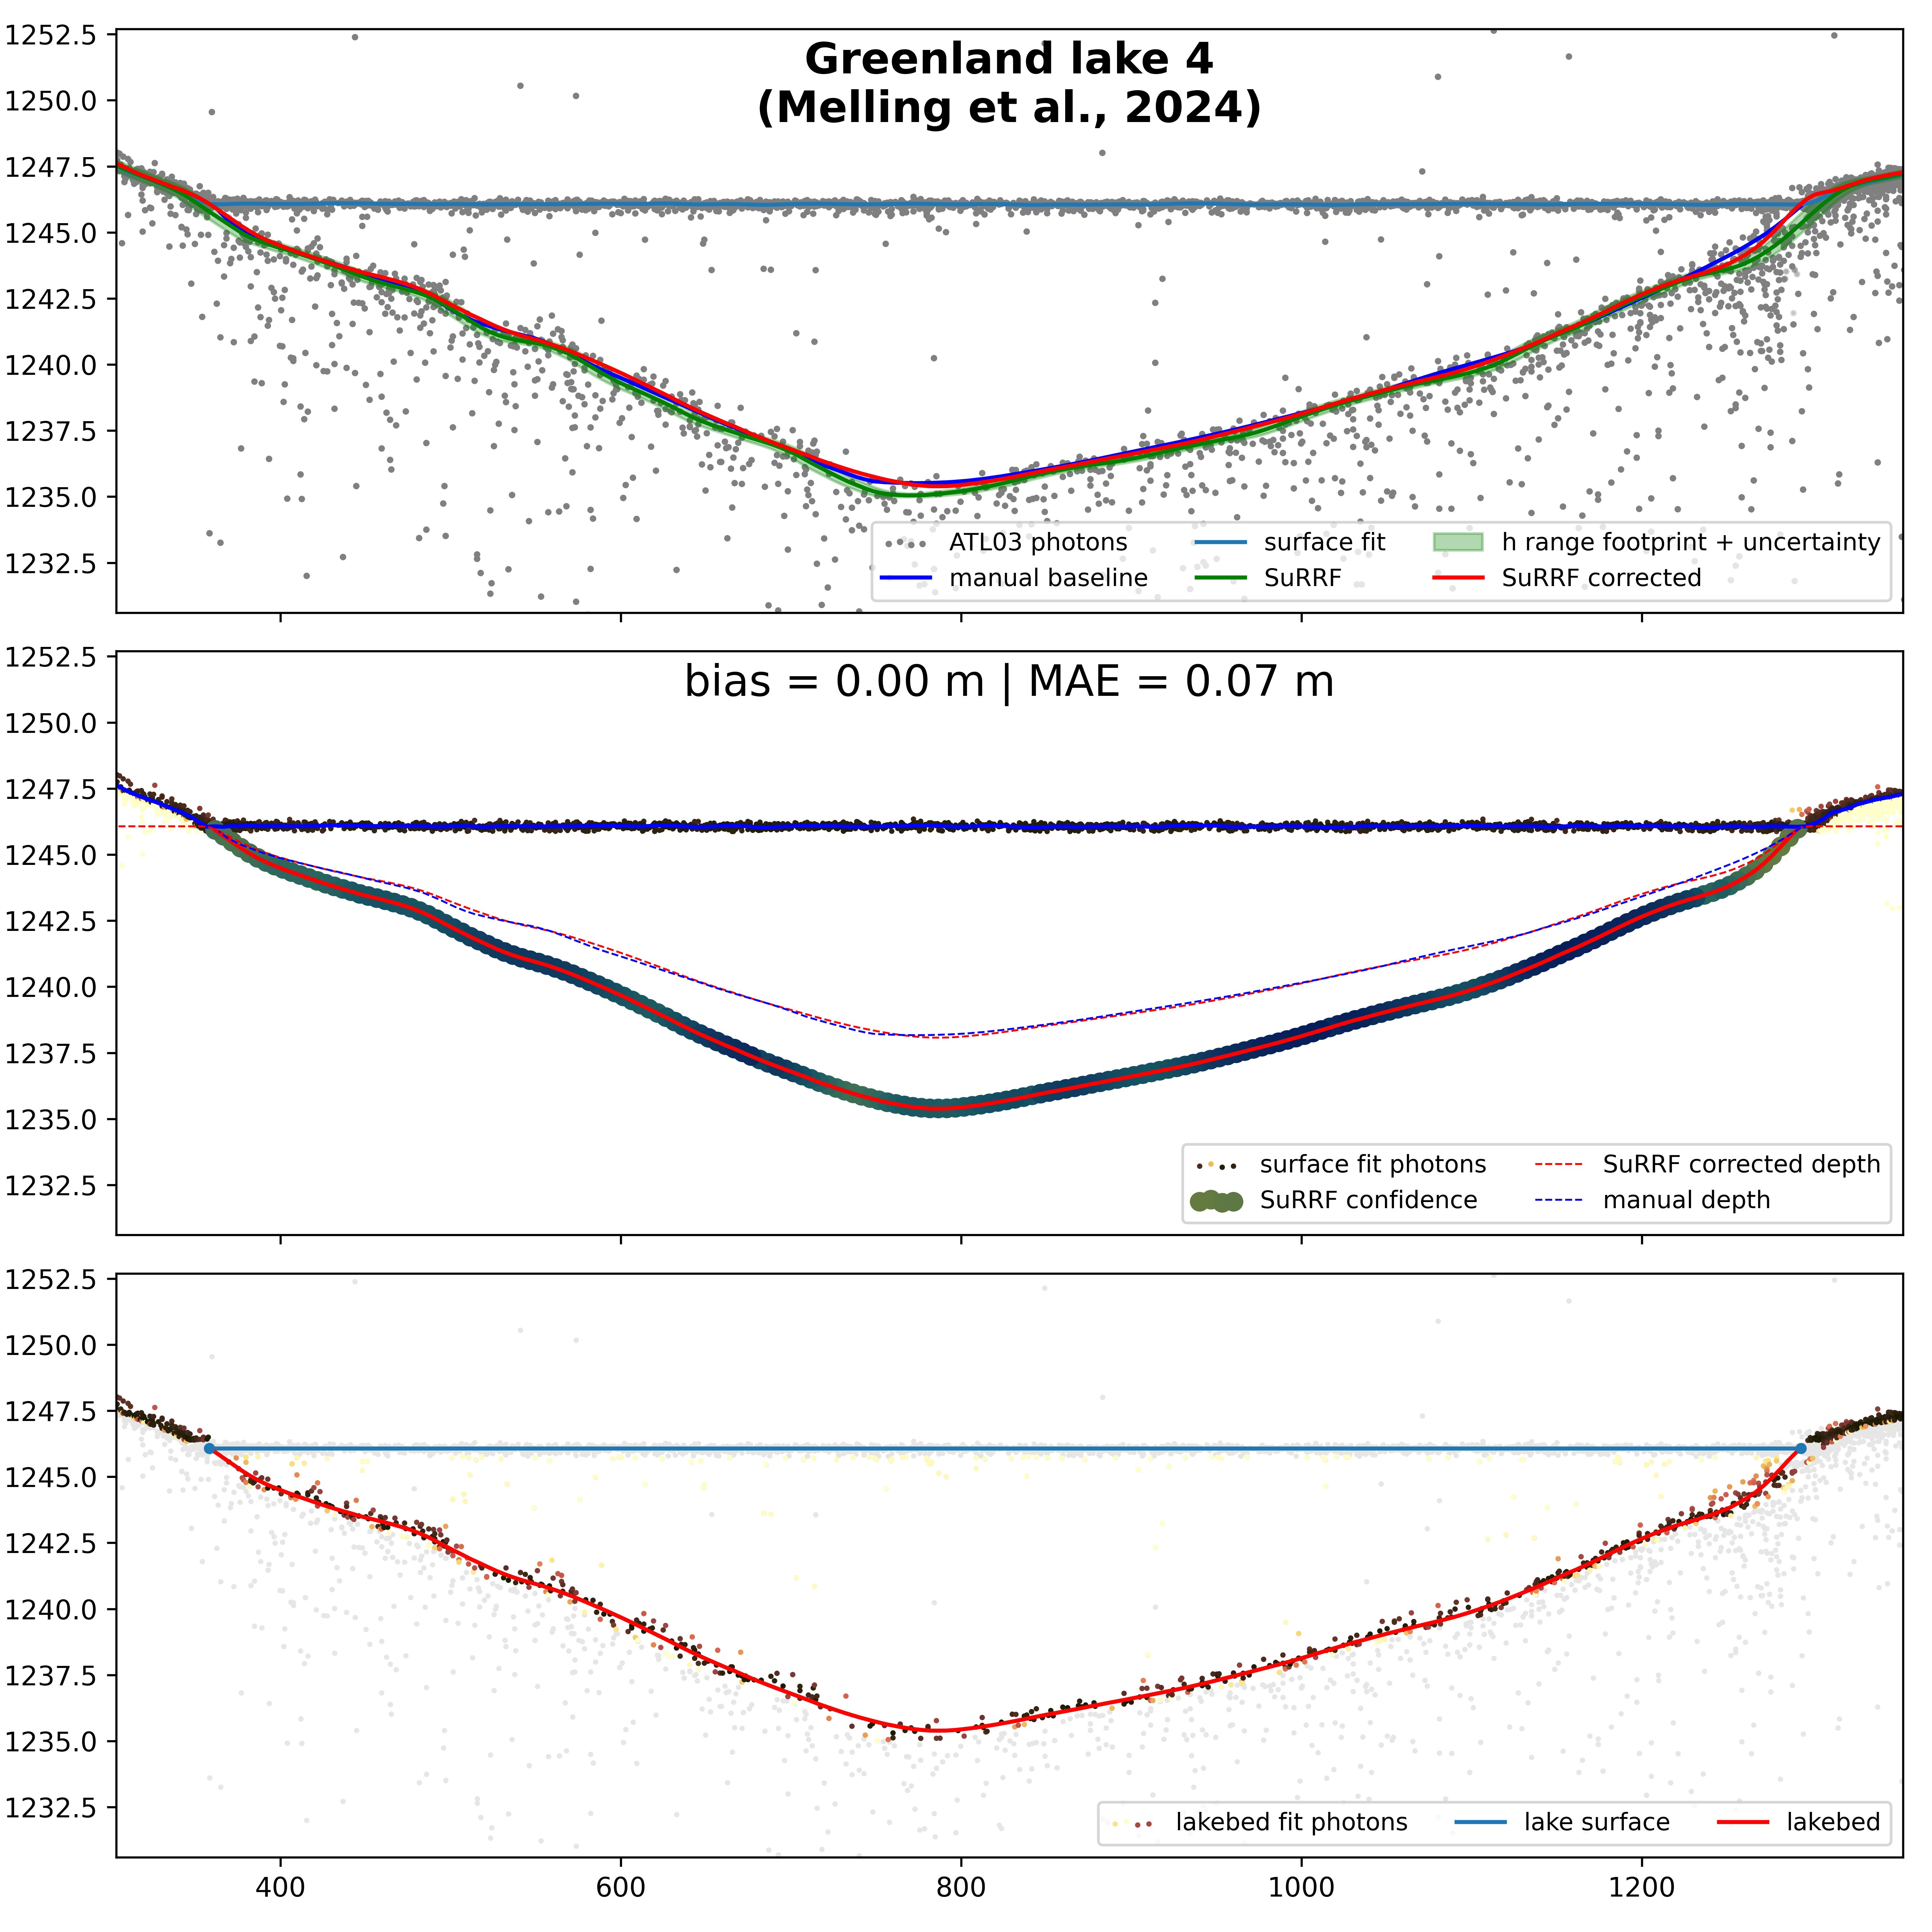 1252.5
1250.0
1247.5
1245.0
1242.5
1240.0
1237.5
1235.0
1232.5
Greenland lake 4
(Melling et al., 2024)
ATL03 photons
surface fit
h range footprint + uncertainty
manual baseline
SuRRF
SuRRF corrected
1252.5
1250.0
1247.5
1245.0
1242.5
1240.0
1237.5
1235.0
1232.5
bias = 0.00 m | MAE = 0.07 m
surface fit photons
SuRRF corrected depth
SuRRF confidence
manual depth
1252.5
1250.0
1247.5
1245.0
1242.5
1240.0
1237.5
1235.0
1232.5
lakebed fit photons
lake surface
lakebed
400
600
800
1000
1200